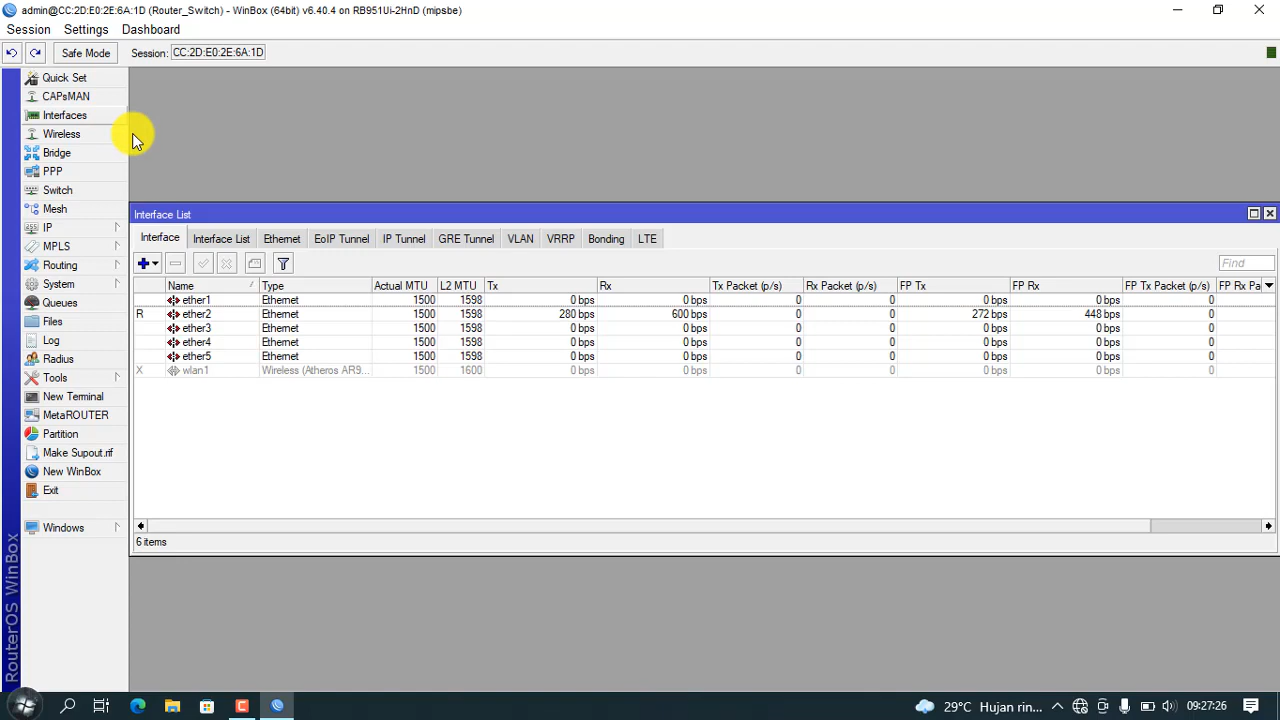 admin@CC:2D:E0:2E:6A:1D (Router_Switch) - WinBox (64bit) v6.40.4 on RB951Ui-2HnD (mipsbe)
Session Settings Dashboard
Safe Mode Session: CC:2D:E0:2E:6A:1D
Quick Set
CAPsMAN
Interfaces
Wireless
Bridge
PPP
Switch
Mesh
IP
MPLS
Routing
System
Queues
Files
Log
Radius
Tools
New Terminal
MetaROUTER
Partition
Make Supout.rif
New WinBox
Exit
Windows
RouterOS WinBox
Interface List
Interface Interface List Ethernet EoIP Tunnel IP Tunnel GRE Tunnel VLAN VRRP Bonding LTE
Find
Name Type Actual MTU L2 MTU Tx Rx Tx Packet (p/s) Rx Packet (p/s) FP Tx FP Rx FP Tx Packet (p/s) FP Rx Pa
ether1 Ethernet 1500 1598 0 bps 0 bps 0 0 0 bps 0 bps 0
R ether2 Ethernet 1500 1598 280 bps 600 bps 0 0 272 bps 448 bps 0
ether3 Ethernet 1500 1598 0 bps 0 bps 0 0 0 bps 0 bps 0
ether4 Ethernet 1500 1598 0 bps 0 bps 0 0 0 bps 0 bps 0
ether5 Ethernet 1500 1598 0 bps 0 bps 0 0 0 bps 0 bps 0
X wlan1 Wireless (Atheros AR9... 1500 1600 0 bps 0 bps 0 0 0 bps 0 bps 0
6 items
29°C Hujan rin... 09:27:26